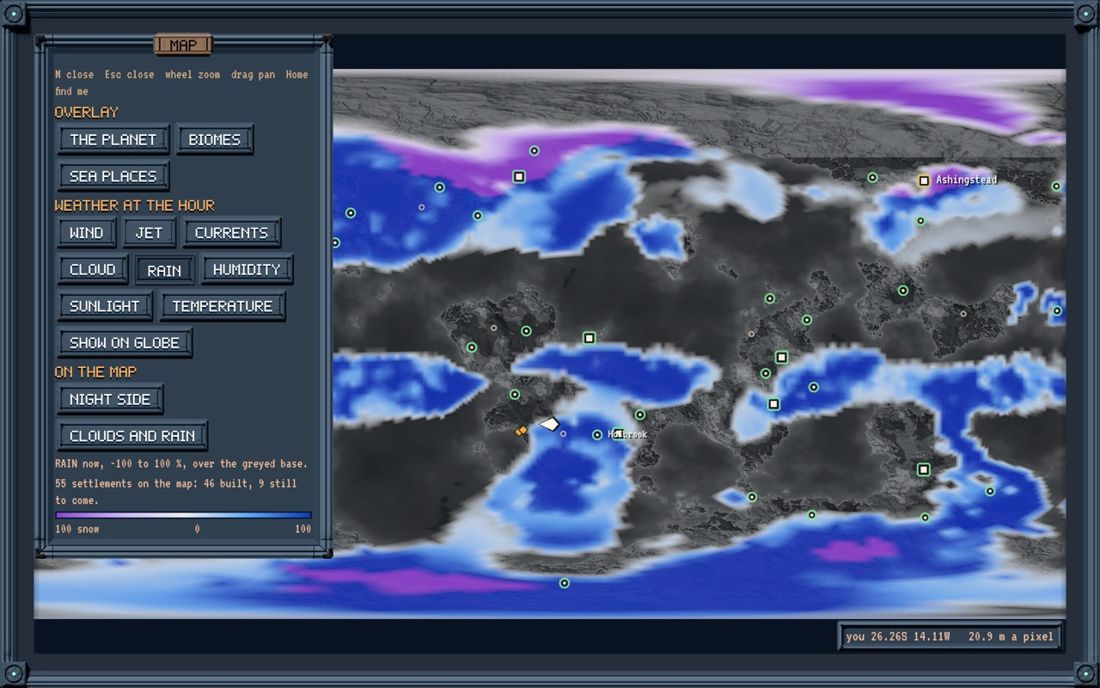 MAP
M close  Esc close  wheel zoom  drag pan  Home
find me
OVERLAY
THE PLANET  BIOMES
SEA PLACES
WEATHER AT THE HOUR
WIND  JET  CURRENTS
CLOUD  RAIN  HUMIDITY
SUNLIGHT  TEMPERATURE
SHOW ON GLOBE
ON THE MAP
NIGHT SIDE
CLOUDS AND RAIN
RAIN now, -100 to 100 %, over the greyed base.
55 settlements on the map: 46 built, 9 still
to come.
100 snow  0  100
Ashingstead
you 26.26S 14.11W  20.9 m a pixel